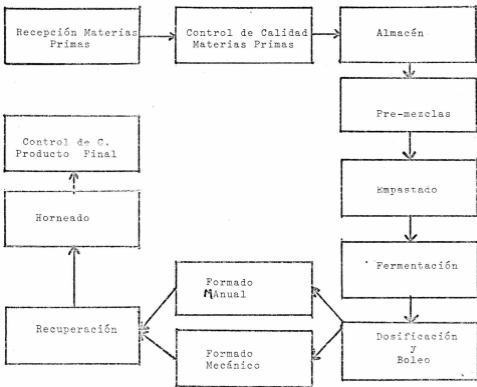 Recepción Materias
Primas
Control de Calidad
Materias Primas
Almacén
Pre-mezclas
Empastado
Fermentación
Dosificación
y
Boleo
Formado
MAnual
Formado
Mecánico
Recuperación
Horneado
Control de C.
Producto Final